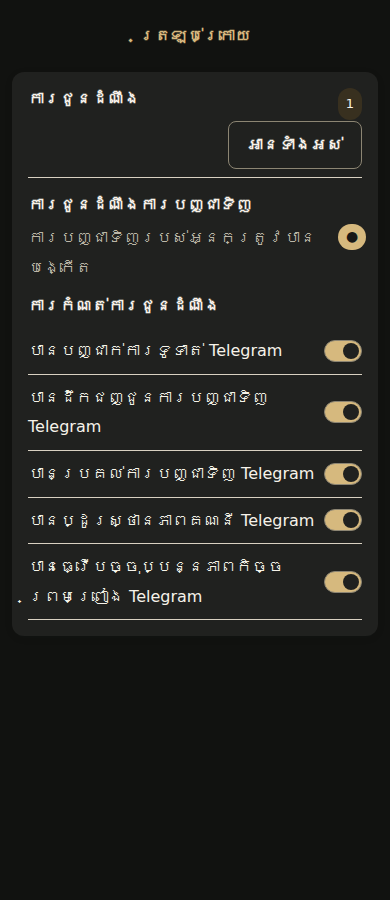 ត្រឡប់ក្រោយ
ការជូនដំណឹង
1
អានទាំងអស់
ការជូនដំណឹងការបញ្ជាទិញ
ការបញ្ជាទិញរបស់អ្នកត្រូវបាន
បង្កើត
ការកំណត់ការជូនដំណឹង
បានបញ្ជាក់ការទូទាត់ Telegram
បានដឹកជញ្ជូនការបញ្ជាទិញ
Telegram
បានប្រគល់ការបញ្ជាទិញ Telegram
បានប្ដូរស្ថានភាពគណនី Telegram
បានធ្វើបច្ចុប្បន្នភាពកិច្ច
ព្រមព្រៀង Telegram